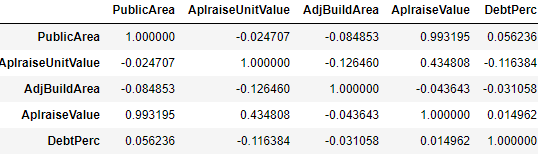 PublicArea AplraiseUnitValue AdjBuildArea AplraiseValue DebtPerc
PublicArea 1.000000 -0.024707 -0.084853 0.993195 0.056236
AplraiseUnitValue -0.024707 1.000000 -0.126460 0.434808 -0.116384
AdjBuildArea -0.084853 -0.126460 1.000000 -0.043643 -0.031058
AplraiseValue 0.993195 0.434808 -0.043643 1.000000 0.014962
DebtPerc 0.056236 -0.116384 -0.031058 0.014962 1.000000